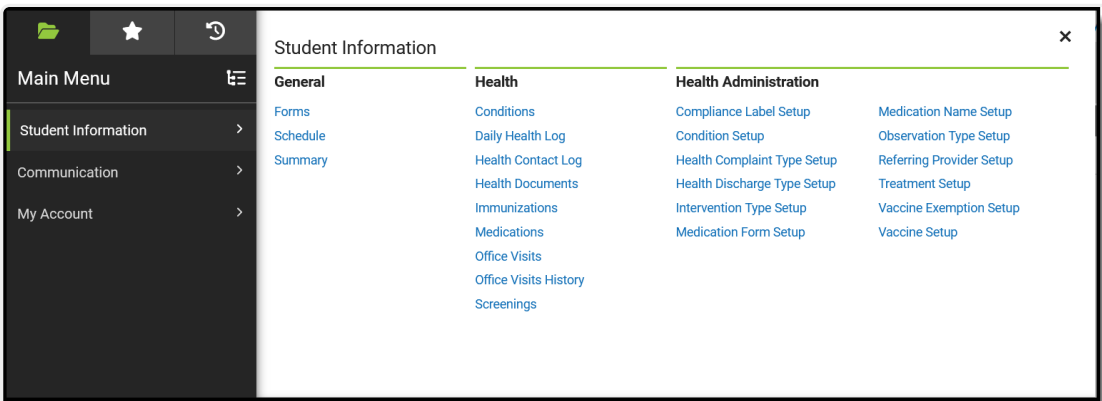 Main Menu
Student Information
Communication
My Account
Student Information
General
Forms
Schedule
Summary
Health
Conditions
Daily Health Log
Health Contact Log
Health Documents
Immunizations
Medications
Office Visits
Office Visits History
Screenings
Health Administration
Compliance Label Setup
Condition Setup
Health Complaint Type Setup
Health Discharge Type Setup
Intervention Type Setup
Medication Form Setup
Medication Name Setup
Observation Type Setup
Referring Provider Setup
Treatment Setup
Vaccine Exemption Setup
Vaccine Setup